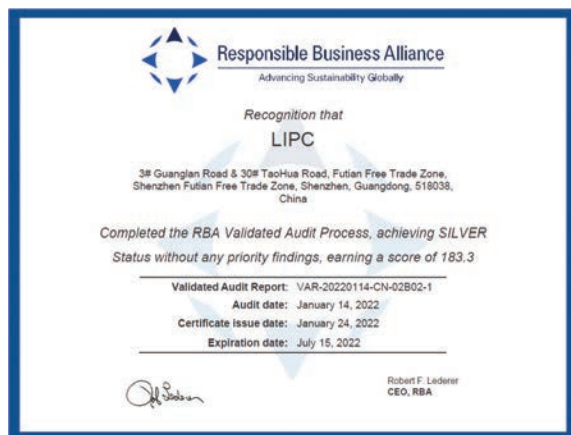 Responsible Business Alliance
Advancing Sustainability Globally
Recognition that
LIPC
3# Guanglan Road & 30# TaoHua Road, Futian Free Trade Zone,
Shenzhen Futian Free Trade Zone, Shenzhen, Guangdong, 518038,
China
Completed the RBA Validated Audit Process, achieving SILVER
Status without any priority findings, earning a score of 183.3
Validated Audit Report: VAR-20220114-CN-02B02-1
Audit date: January 14, 2022
Certificate issue date: January 24, 2022
Expiration date: July 15, 2022
Robert F. Lederer
CEO, RBA